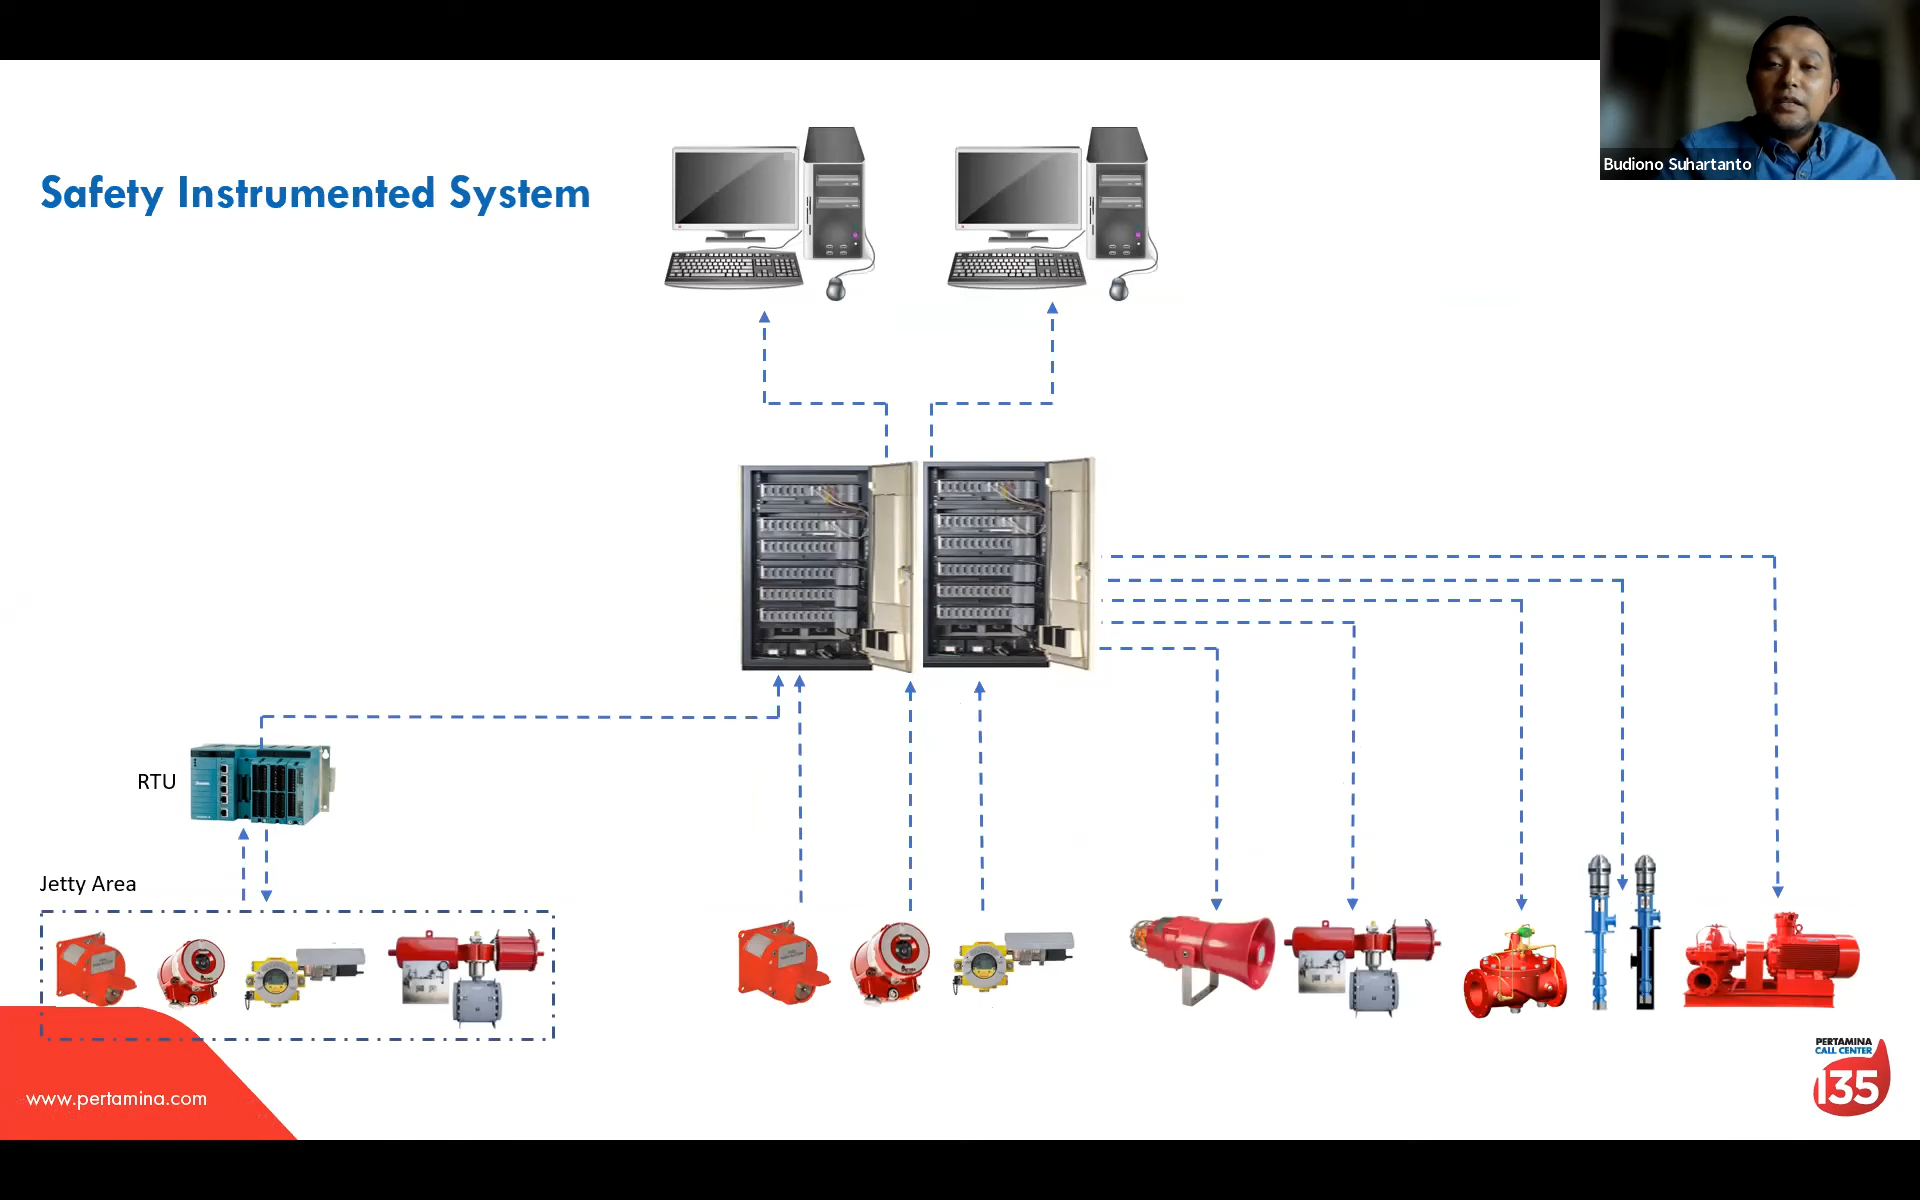 Budiono Suhartanto
Safety Instrumented System
RTU
Jetty Area
www.pertamina.com
PERTAMINA
CALL CENTER
135